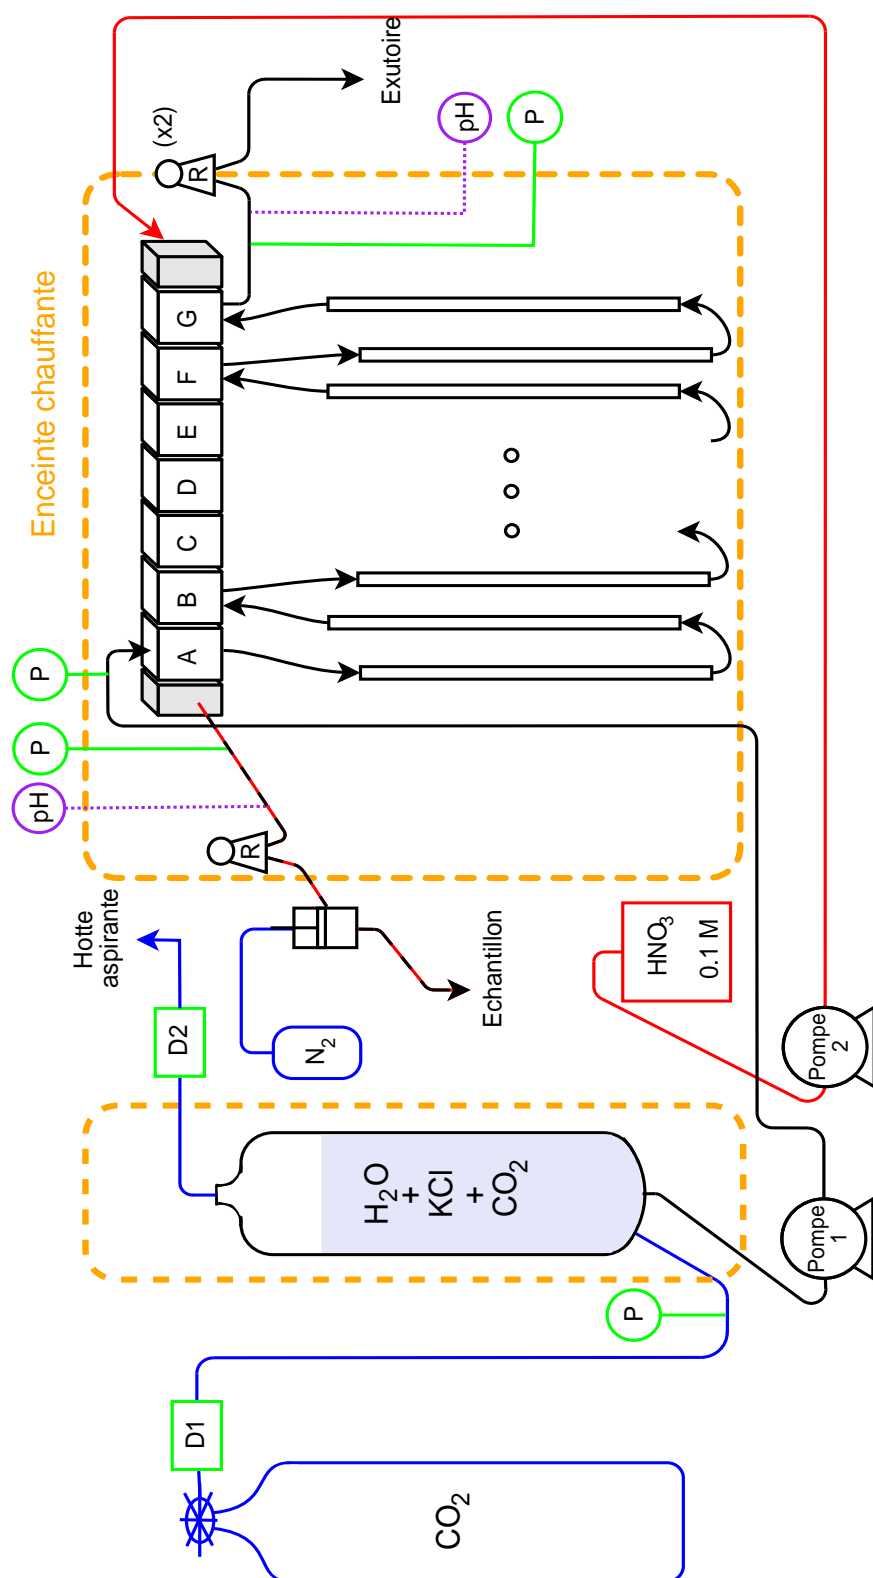 CO2
D1
P
H2O
+
KCl
+
CO2
D2
Hotte
aspirante
N2
Echantillon
HNO3
0.1 M
Pompe
1
Pompe
2
Enceinte chauffante
pH
P
P
R
A
B
C
D
E
F
G
R
(x2)
Exutoire
pH
P